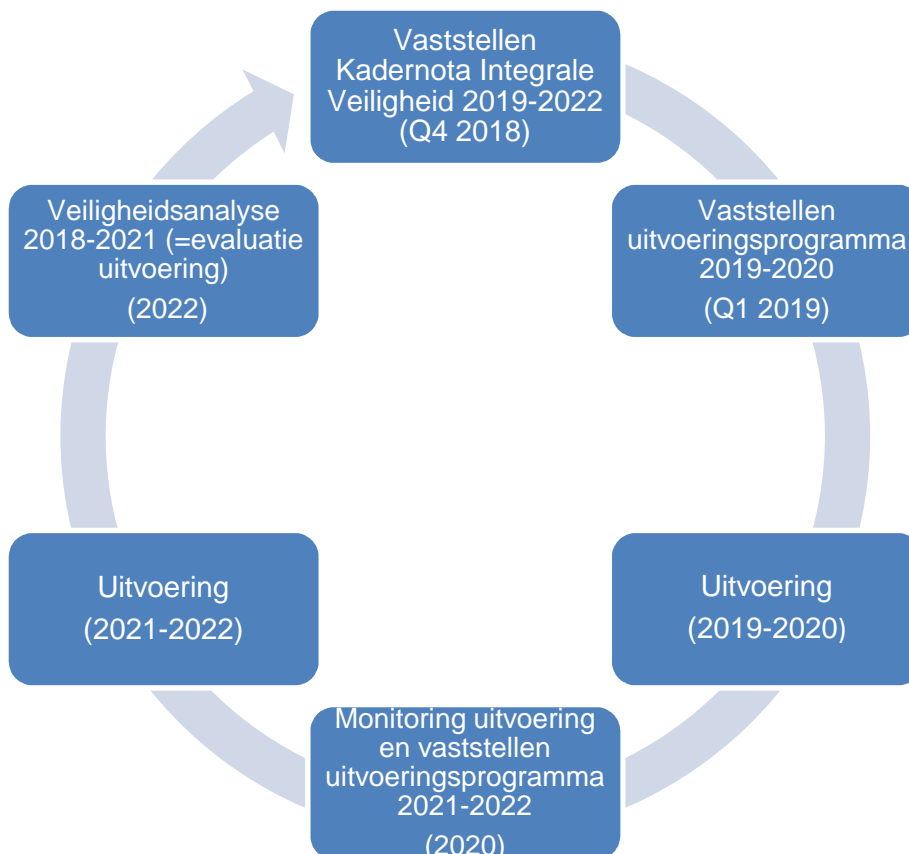 Vaststellen
Kadernota Integrale
Veiligheid 2019-2022
(Q4 2018)
Vaststellen
uitvoeringsprogramma
2019-2020
(Q1 2019)
Uitvoering
(2019-2020)
Monitoring uitvoering
en vaststellen
uitvoeringsprogramma
2021-2022
(2020)
Uitvoering
(2021-2022)
Veiligheidsanalyse
2018-2021 (=evaluatie
uitvoering)
(2022)